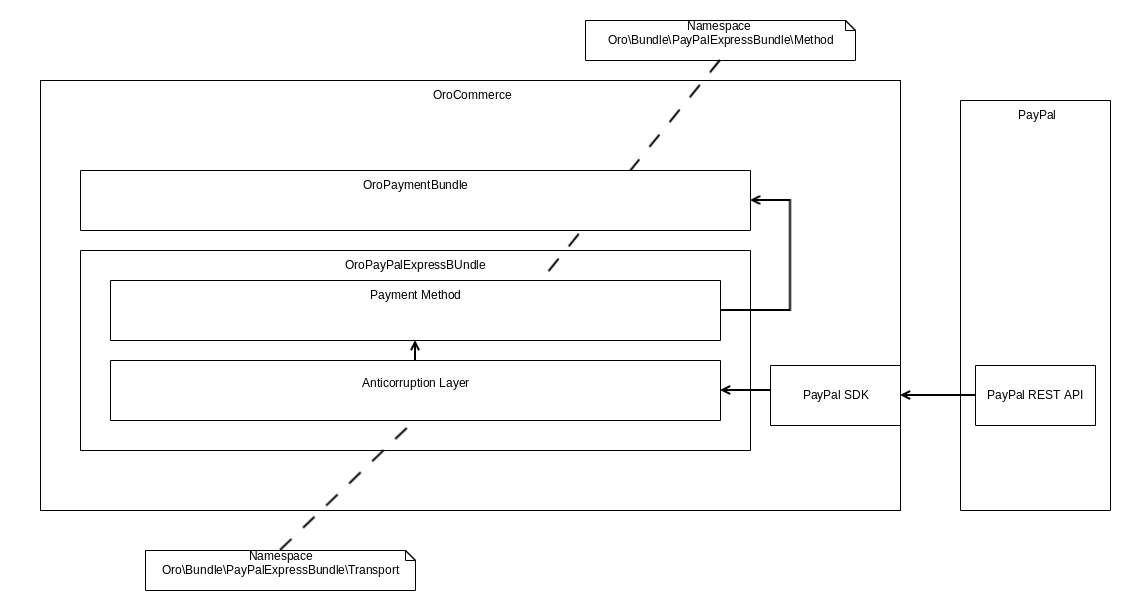 Namespace
Oro\Bundle\PayPalExpressBundle\Method
OroCommerce
PayPal
OroPaymentBundle
OroPayPalExpressBUndle
Payment Method
Anticorruption Layer
PayPal SDK
PayPal REST API
Namespace
Oro\Bundle\PayPalExpressBundle\Transport